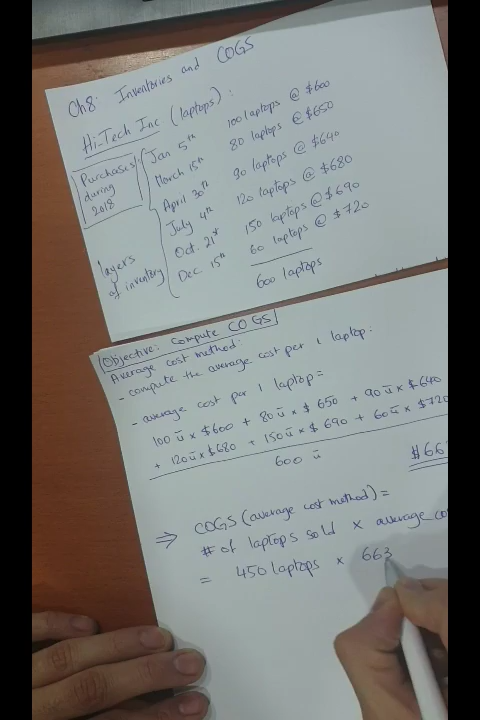 Ch8: Inventories and COGS
Hi-Tech Inc (laptops):
Purchases during 2018
Jan 5th 100 laptops @ $600
March 15th 80 laptops @ $650
April 30th 90 laptops @ $640
July 4th 120 laptops @ $680
Oct. 21st 150 laptops @ $690
Dec. 15th 60 laptops @ $720
600 laptops
layers of inventory
Objective: Compute COGS
Average cost method:
- compute the average cost per 1 laptop:
- average cost per 1 laptop =
100 ū x $600 + 80 ū x $650 + 90 ū x $640
+ 120 ū x $680 + 150 ū x $690 + 60 ū x $720
600 ū
$66
⇒ COGS (average cost method) =
# of laptops sold x average co
= 450 laptops x 663